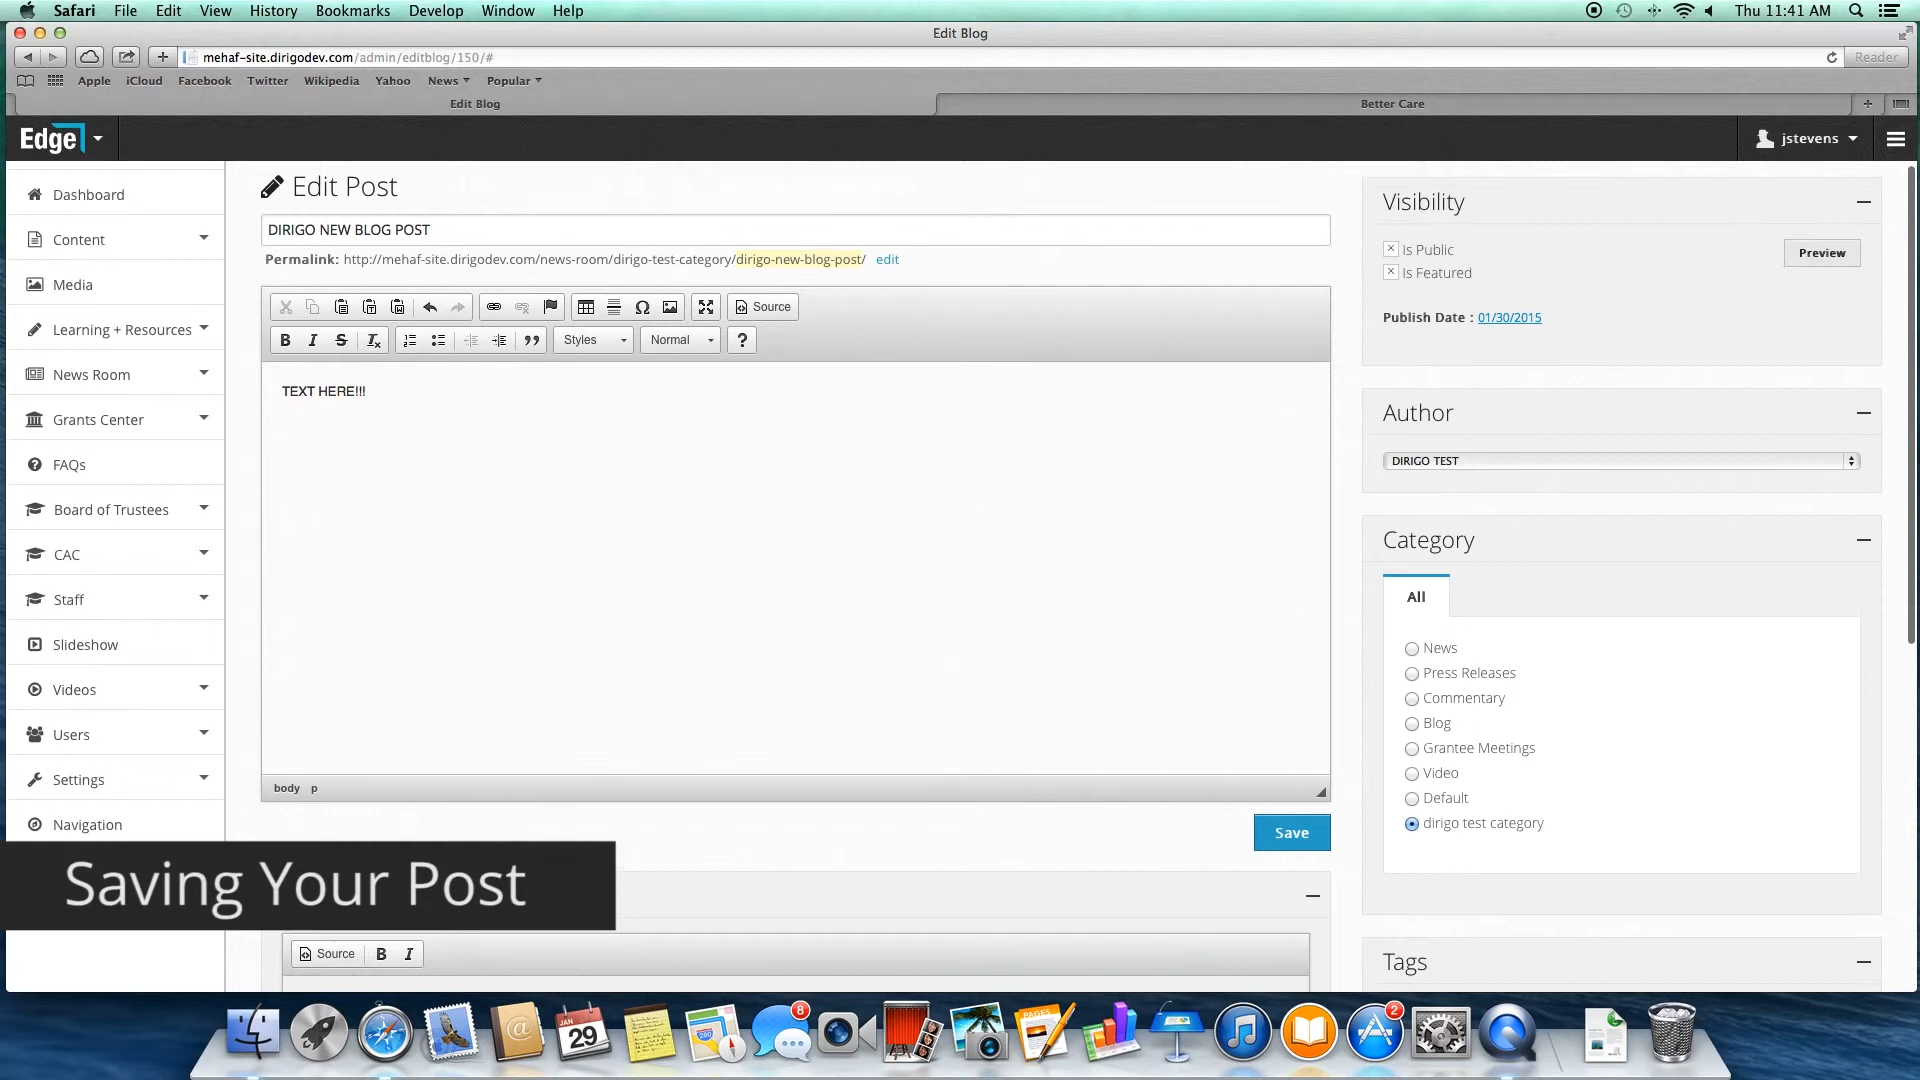 Safari File Edit View History Bookmarks Develop Window Help Thu 11:41 AM
Edit Blog
mehaf-site.dirigodev.com/admin/editblog/150/# Reader
Apple iCloud Facebook Twitter Wikipedia Yahoo News Popular
Edit Blog Better Care
Edge jstevens
Dashboard
Content
Media
Learning + Resources
News Room
Grants Center
FAQs
Board of Trustees
CAC
Staff
Slideshow
Videos
Users
Settings
Navigation
Edit Post
DIRIGO NEW BLOG POST
Permalink: http://mehaf-site.dirigodev.com/news-room/dirigo-test-category/dirigo-new-blog-post/ edit
Source
B I S Styles Normal ?
TEXT HERE!!!
body p
Save
Source B I
Visibility
Is Public
Is Featured
Preview
Publish Date : 01/30/2015
Author
DIRIGO TEST
Category
All
News
Press Releases
Commentary
Blog
Grantee Meetings
Video
Default
dirigo test category
Tags
Saving Your Post
JAN
29
8
PAGES
2